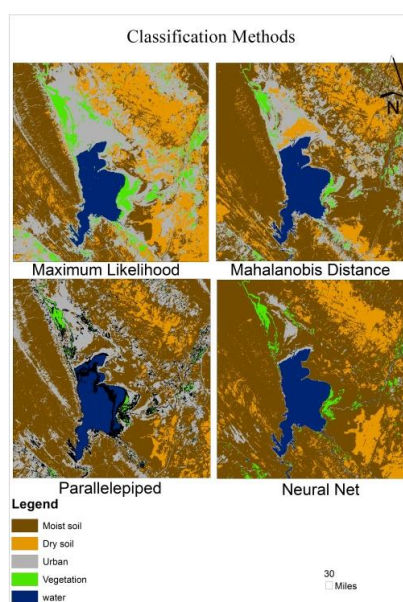 Classification Methods
N
Maximum Likelihood
Mahalanobis Distance
Parallelepiped
Neural Net
Legend
Moist soil
Dry soil
Urban
Vegetation
water
30
Miles